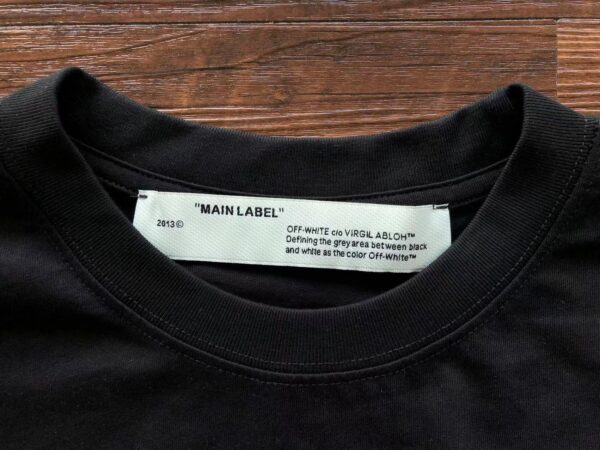 "MAIN LABEL"
2013©
OFF-WHITE c/o VIRGIL ABLOH™
Defining the grey area between black
and white as the color Off-White™